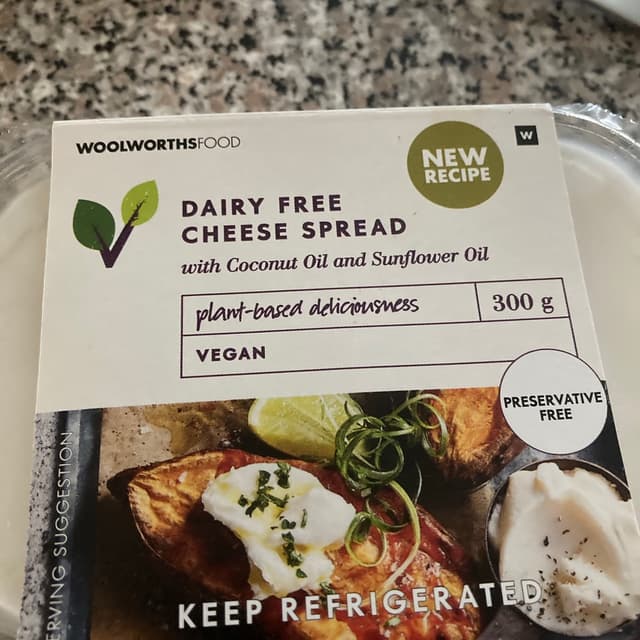 WOOLWORTHSFOOD
W
NEW
RECIPE
DAIRY FREE
CHEESE SPREAD
with Coconut Oil and Sunflower Oil
plant-based deliciousness
300 g
VEGAN
PRESERVATIVE
FREE
ERVING SUGGESTION
KEEP REFRIGERATED